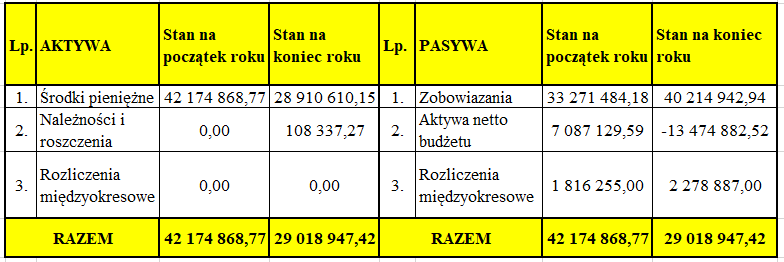 Lp. AKTYWA Stan na początek roku Stan na koniec roku Lp. PASYWA Stan na początek roku Stan na koniec roku
1. Środki pieniężne 42 174 868,77 28 910 610,15 1. Zobowiazania 33 271 484,18 40 214 942,94
2. Należności i roszczenia 0,00 108 337,27 2. Aktywa netto budżetu 7 087 129,59 -13 474 882,52
3. Rozliczenia międzyokresowe 0,00 0,00 3. Rozliczenia międzyokresowe 1 816 255,00 2 278 887,00
RAZEM 42 174 868,77 29 018 947,42 RAZEM 42 174 868,77 29 018 947,42